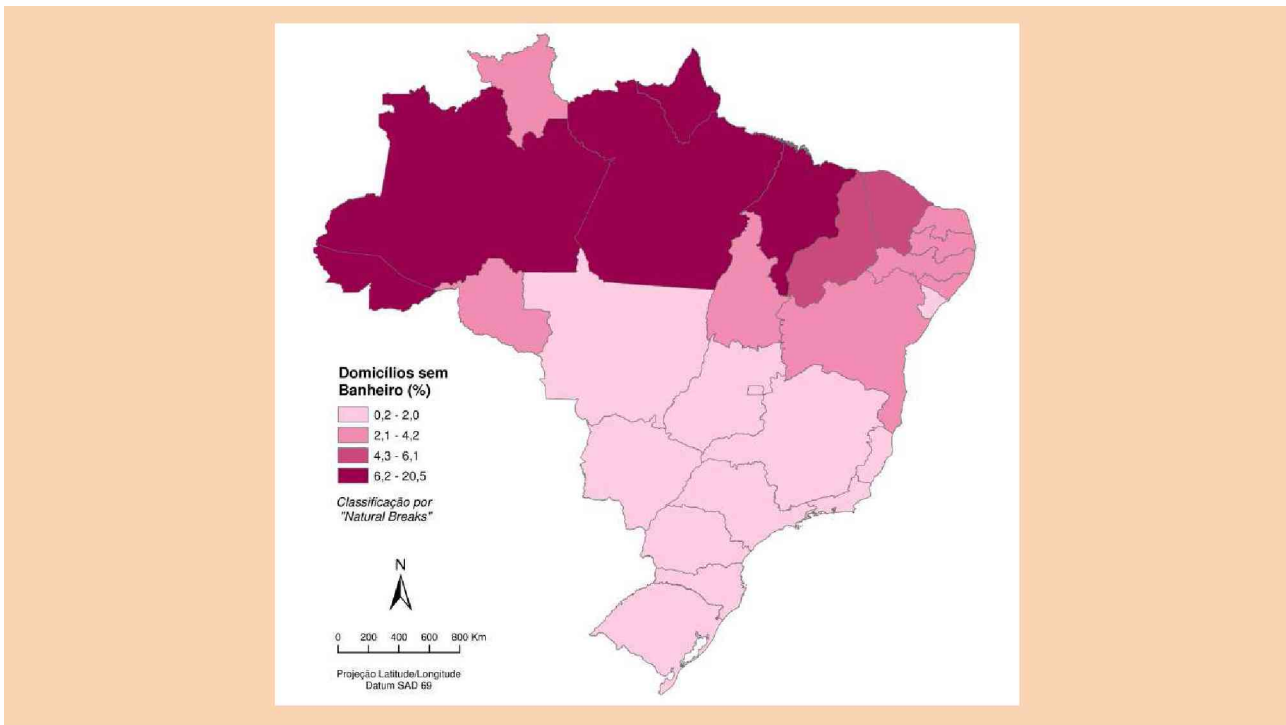 Domicílios sem
Banheiro (%)
0,2 - 2,0
2,1 - 4,2
4,3 - 6,1
6,2 - 20,5
Classificação por
"Natural Breaks"
N
0 200 400 600 800 Km
Projeção Latitude/Longitude
Datum SAD 69